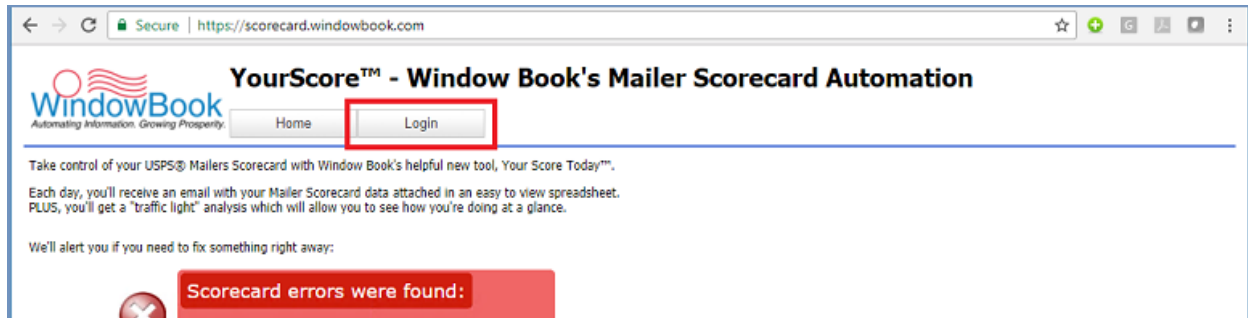 Secure | https://scorecard.windowbook.com
YourScore™ - Window Book's Mailer Scorecard Automation
WindowBook
Automating Information. Growing Prosperity.
Home
Login
Take control of your USPS® Mailers Scorecard with Window Book's helpful new tool, Your Score Today™.
Each day, you'll receive an email with your Mailer Scorecard data attached in an easy to view spreadsheet.
PLUS, you'll get a "traffic light" analysis which will allow you to see how you're doing at a glance.
We'll alert you if you need to fix something right away:
Scorecard errors were found: